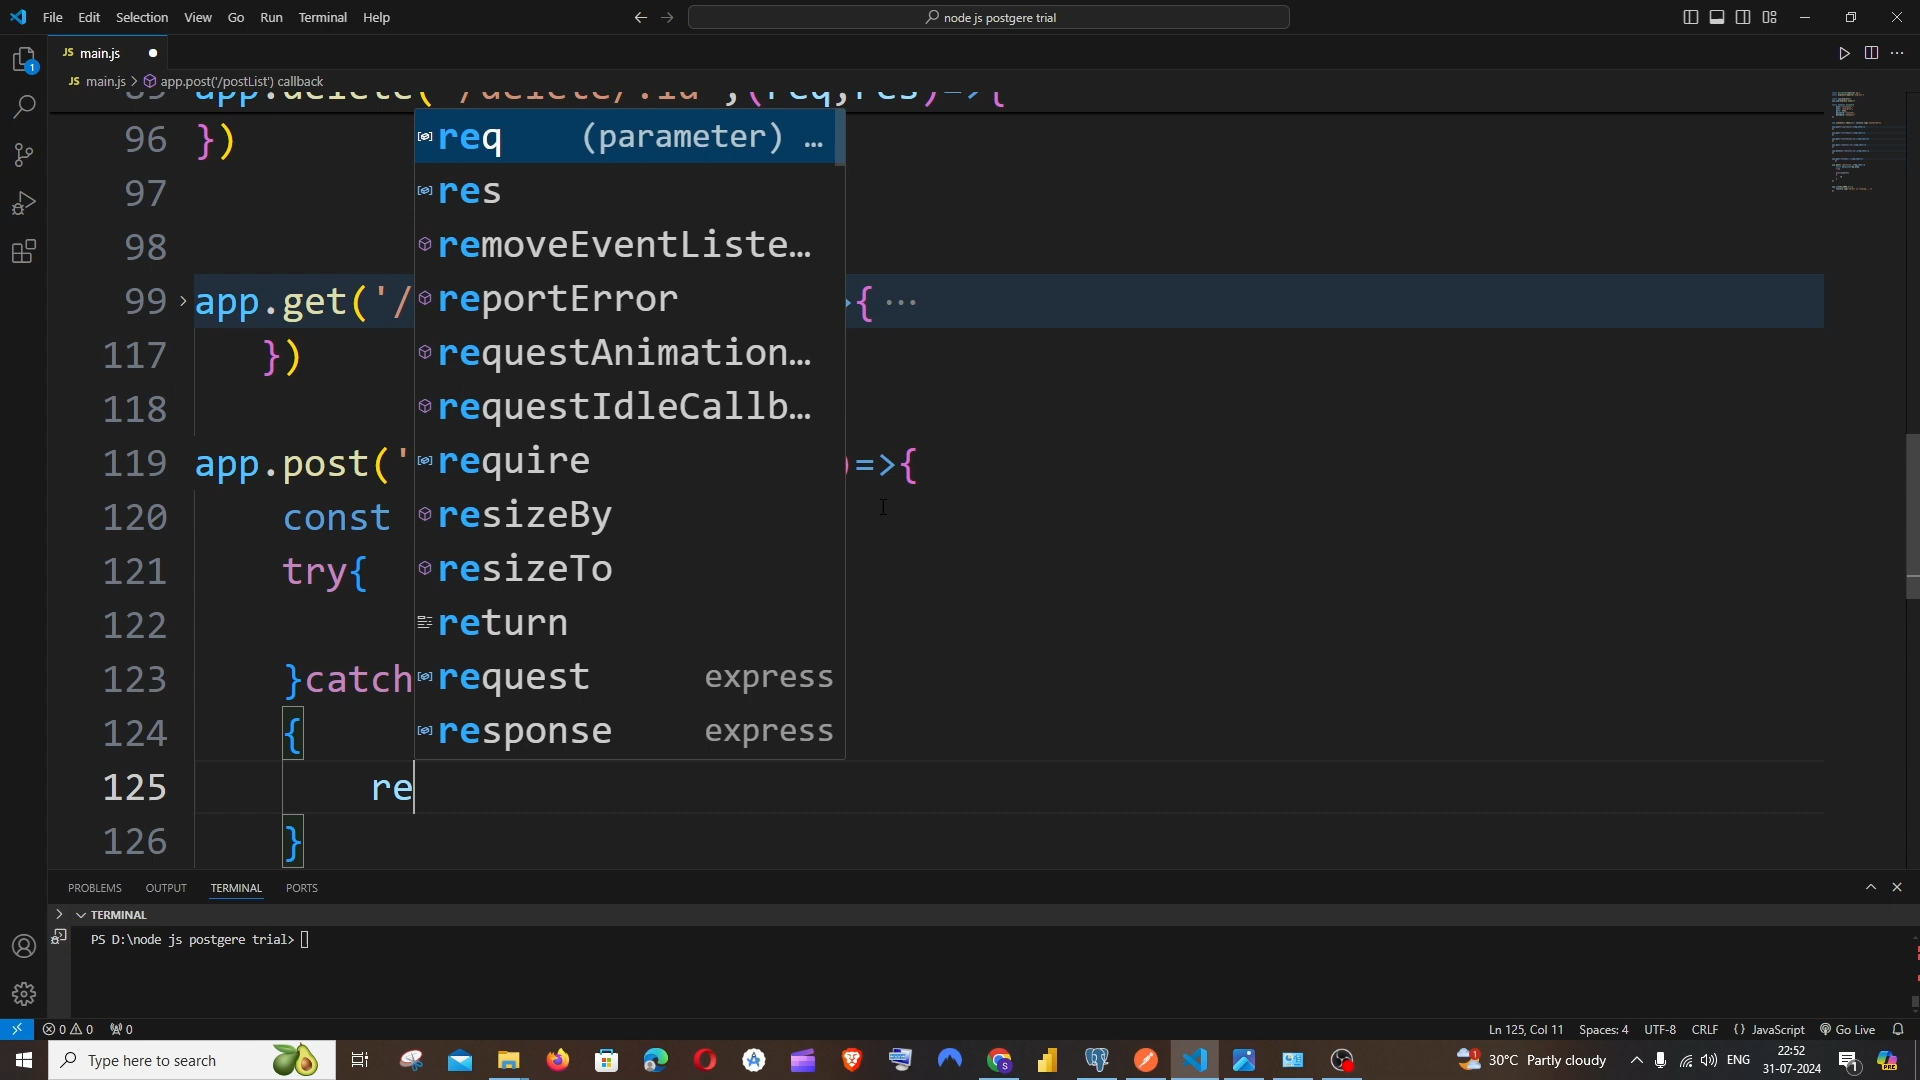 File Edit Selection View Go Run Terminal Help
node js postgere trial
JS main.js
JS main.js > app.post('/postList') callback
89 app.delete('/delete/:id',(req,res)=>{
96 })
97
98
99 app.get('/ >{ ...
117 })
118
119 app.post(' )=>{
120 const
121 try{
122
123 }catch
124 {
125 re
126 }
req (parameter) …
res
removeEventListe…
reportError
requestAnimation…
requestIdleCallb…
require
resizeBy
resizeTo
return
request express
response express
PROBLEMS OUTPUT TERMINAL PORTS
TERMINAL
PS D:\node js postgere trial>
0 0 0
Ln 125, Col 11 Spaces: 4 UTF-8 CRLF {} JavaScript Go Live
Type here to search
30°C Partly cloudy
ENG
22:52
31-07-2024